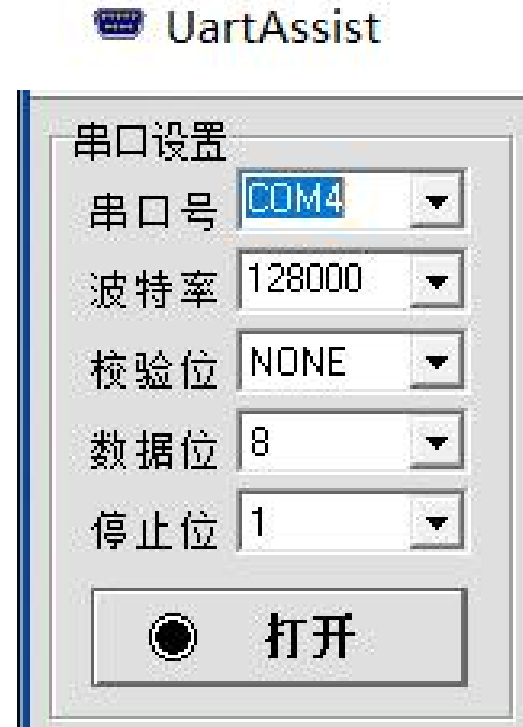 UartAssist
串口设置
串口号 COM4
波特率 128000
校验位 NONE
数据位 8
停止位 1
打开